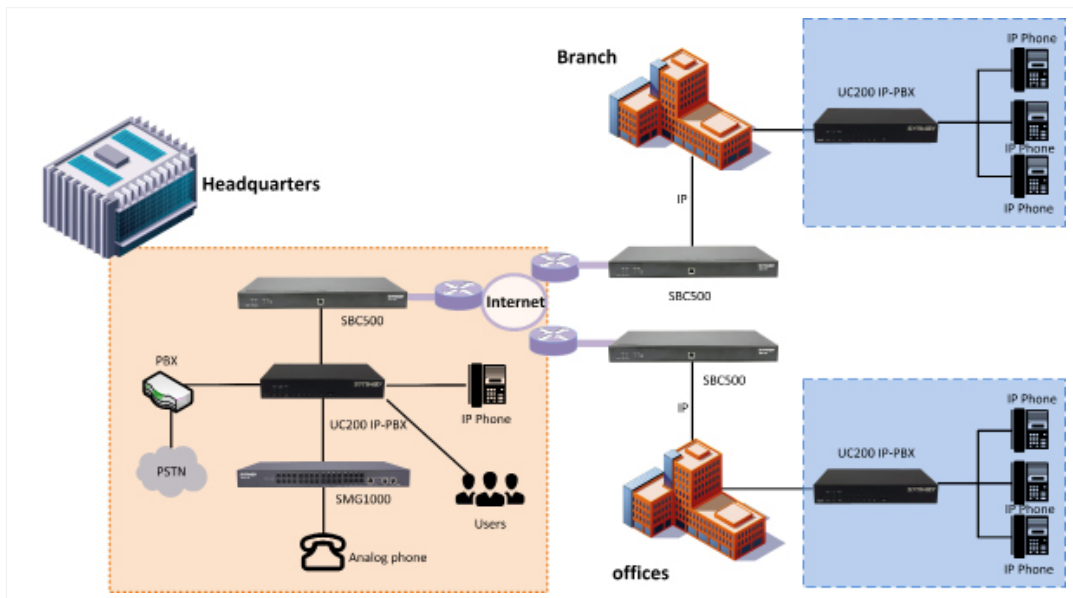 Headquarters
SBC500
Internet
PBX
UC200 IP-PBX
IP Phone
PSTN
SMG1000
Users
Analog phone
Branch
IP
SBC500
UC200 IP-PBX
IP Phone
IP Phone
IP Phone
SBC500
IP
offices
UC200 IP-PBX
IP Phone
IP Phone
IP Phone